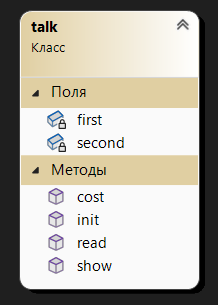 talk
Класс
Поля
first
second
Методы
cost
init
read
show